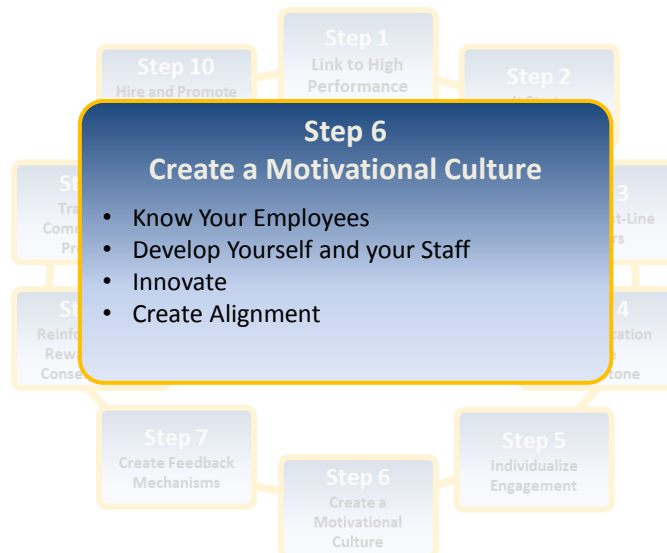 Step 1
Link to High
Performance
Step 10
Hire and Promote
Step 2
Step 6
Create a Motivational Culture
• Know Your Employees
• Develop Yourself and your Staff
• Innovate
• Create Alignment
3
4
Step 5
Individualize
Engagement
Step 7
Create Feedback
Mechanisms
Step 6
Create a
Motivational
Culture